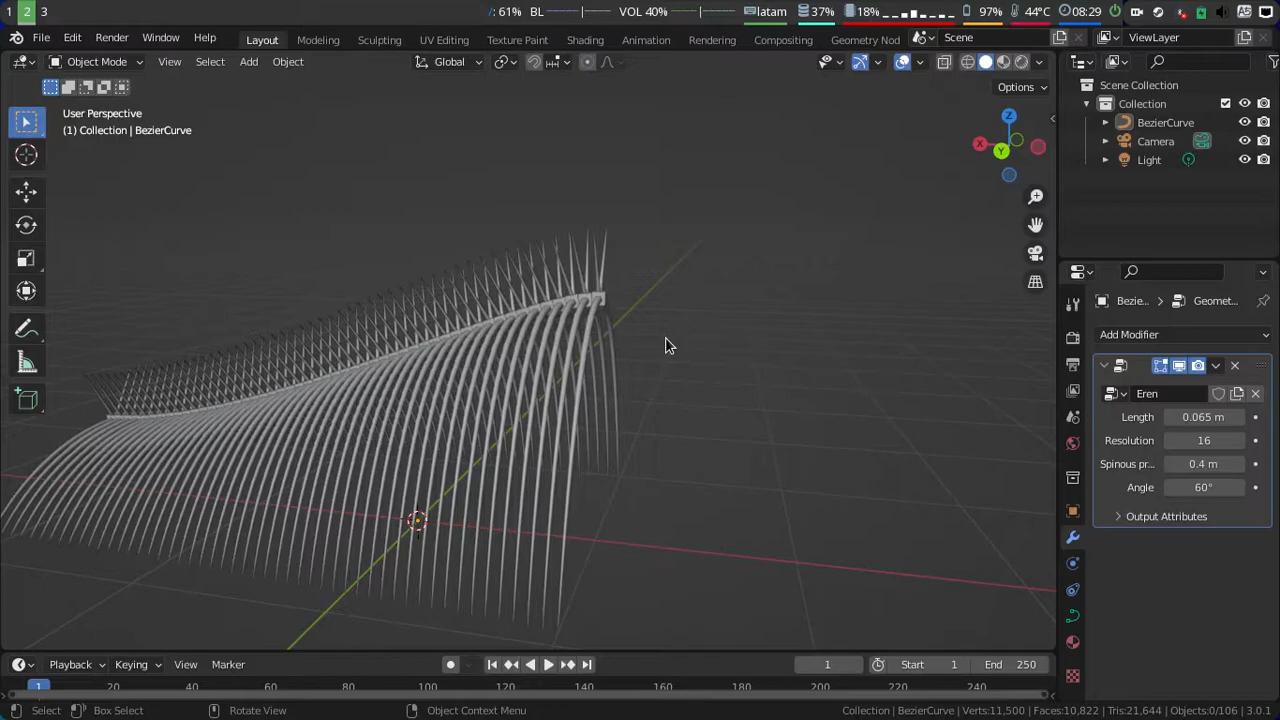 1 2 3 : 61% BL VOL 40% latam 37% 18% 97% 44°C 08:29
File Edit Render Window Help Layout Modeling Sculpting UV Editing Texture Paint Shading Animation Rendering Compositing Geometry Nod Scene ViewLayer
Object Mode View Select Add Object Global
Options
User Perspective
(1) Collection | BezierCurve
Z
X
Y
Scene Collection
Collection
BezierCurve
Camera
Light
Bezie... Geomet...
Add Modifier
Eren
Length 0.065 m
Resolution 16
Spinous pr... 0.4 m
Angle 60°
Output Attributes
Playback Keying View Marker 1 Start 1 End 250
1 20 40 60 80 100 120 140 160 180 200 220 240
Select Box Select Rotate View Object Context Menu Collection | BezierCurve | Verts:11,500 | Faces:10,822 | Tris:21,644 | Objects:0/106 | 3.0.1